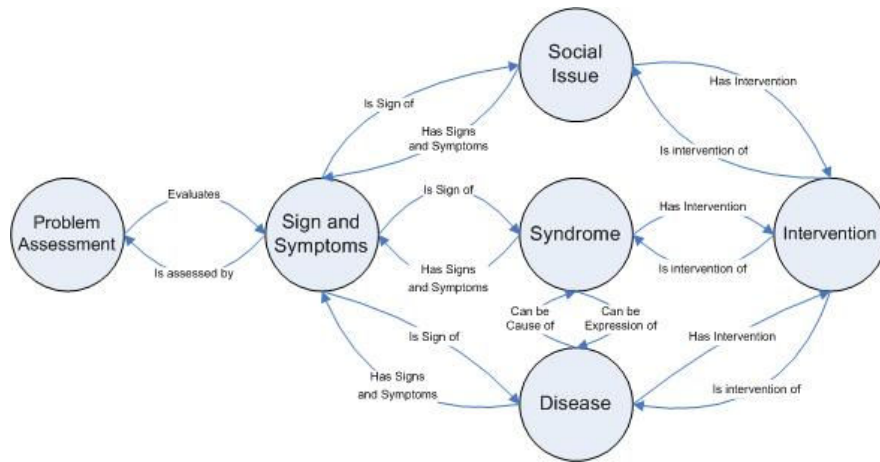 Social
Issue
Has Intervention
Is Sign of
Has Signs
and Symptoms
Is intervention of
Evaluates
Is Sign of
Has Intervention
Problem
Assessment
Sign and
Symptoms
Syndrome
Intervention
Is assessed by
Has Signs
and Symptoms
Is intervention of
Can be
Cause of
Can be
Expression of
Is Sign of
Has Intervention
Has Signs
and Symptoms
Is intervention of
Disease